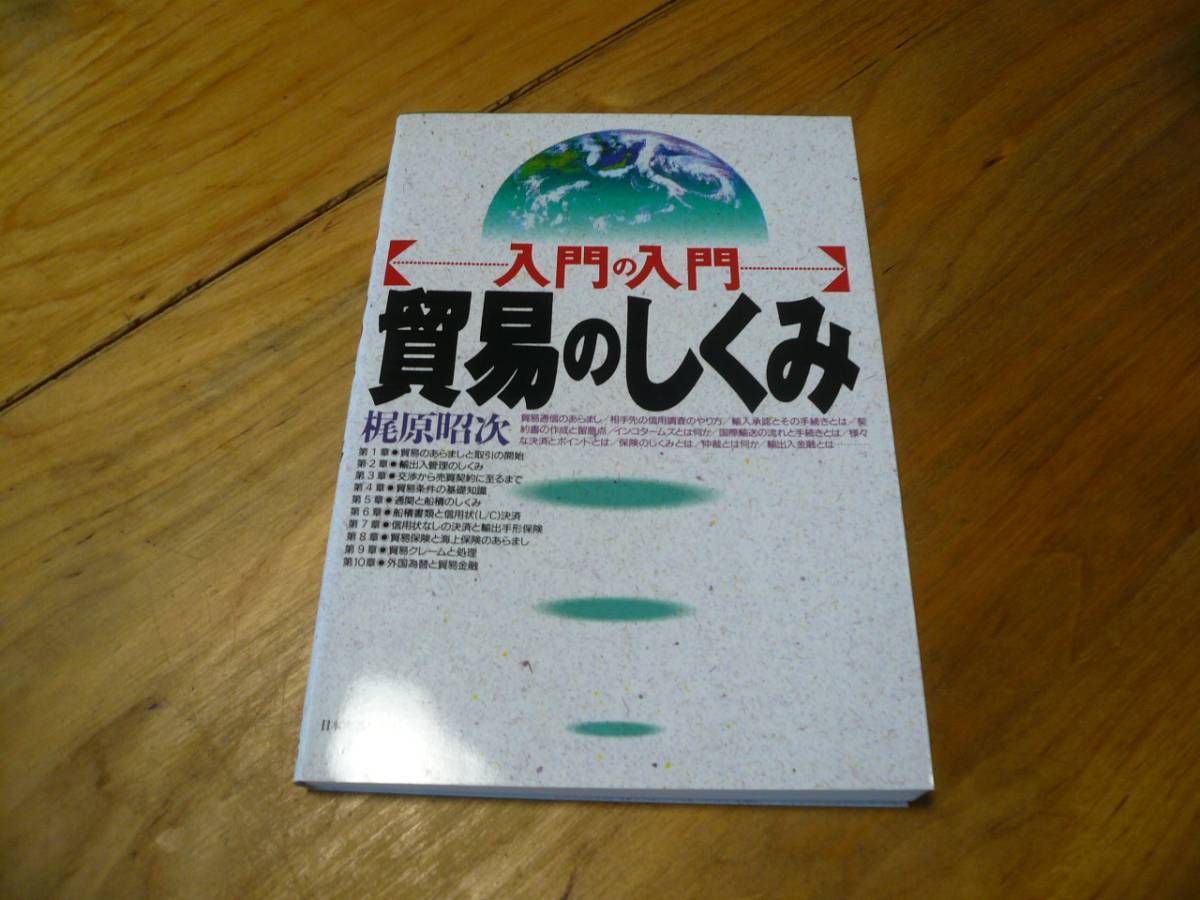 入門の入門
貿易のしくみ
梶原昭次
貿易通信のあらまし/相手先の信用調査のやり方/輸入承認とその手続きとは/契
約書の作成と留意点/インコタームズとは何か/国際輸送の流れと手続きとは/様々
な決済とポイントとは/保険のしくみとは/仲裁とは何か/輸出入金融とは………
第1章●貿易のあらましと取引の開始
第2章●輸出入管理のしくみ
第3章●交渉から売買契約に至るまで
第4章●貿易条件の基礎知識
第5章●通関と船積のしくみ
第6章●船積書類と信用状(L/C)決済
第7章●信用状なしの決済と輸出手形保険
第8章●貿易保険と海上保険のあらまし
第9章●貿易クレームと処理
第10章●外国為替と貿易金融
日本